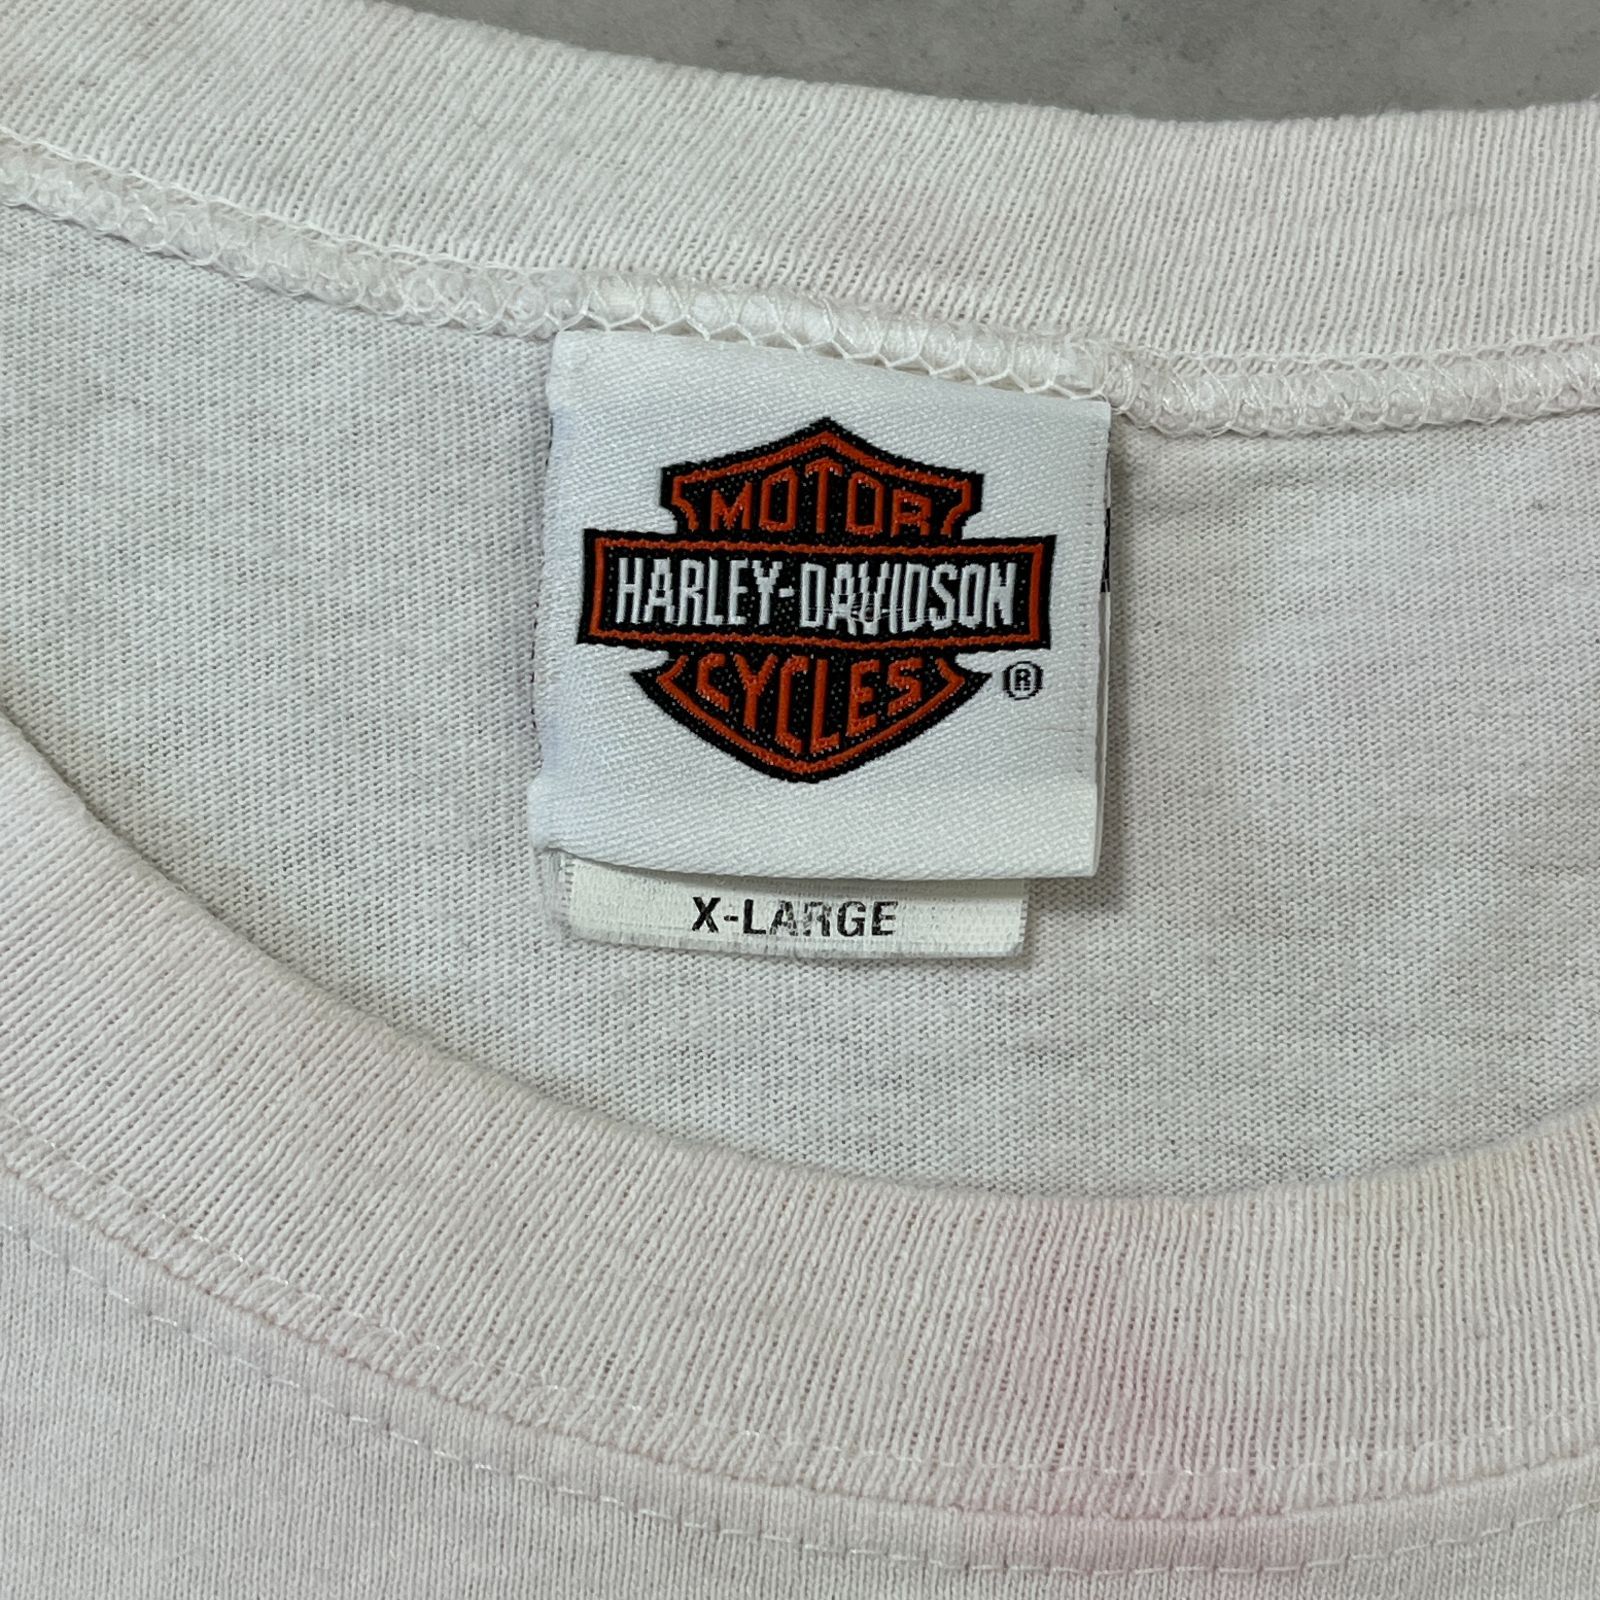 MOTOR
HARLEY-DAVIDSON
CYCLES
®
X-LARGE